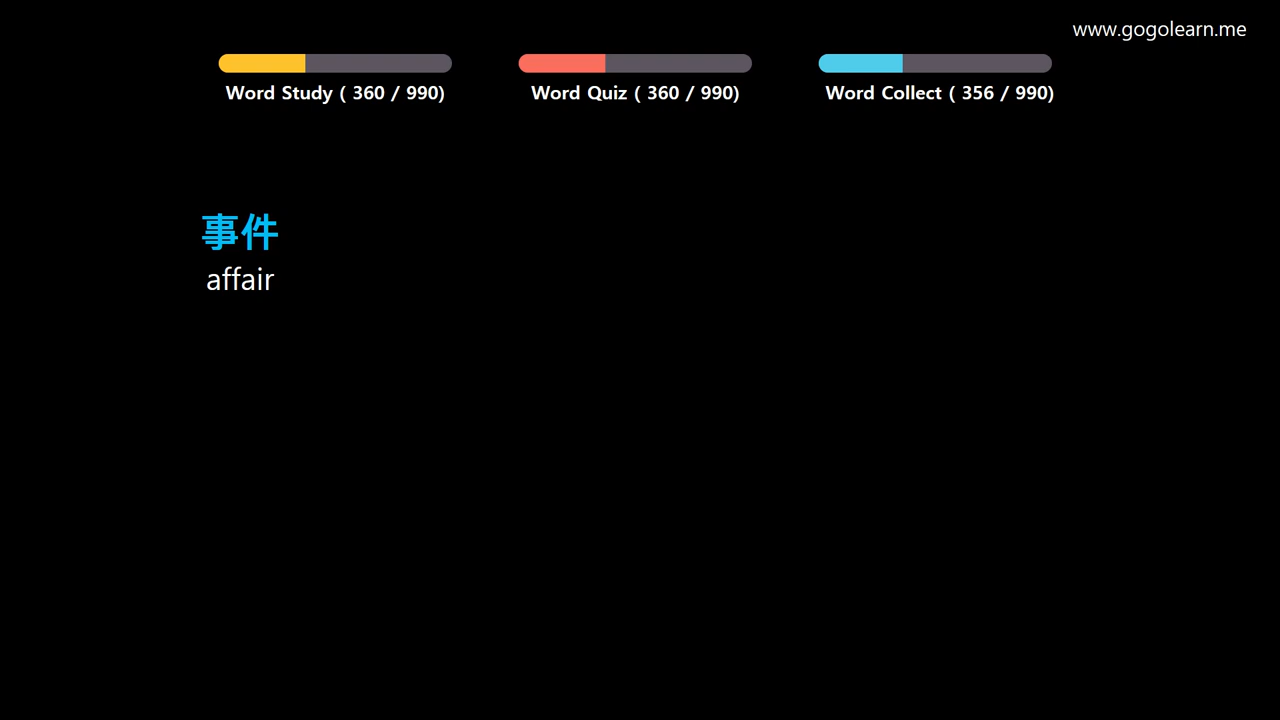 www.gogolearn.me
Word Study ( 360 / 990)
Word Quiz ( 360 / 990)
Word Collect ( 356 / 990)
事件
affair